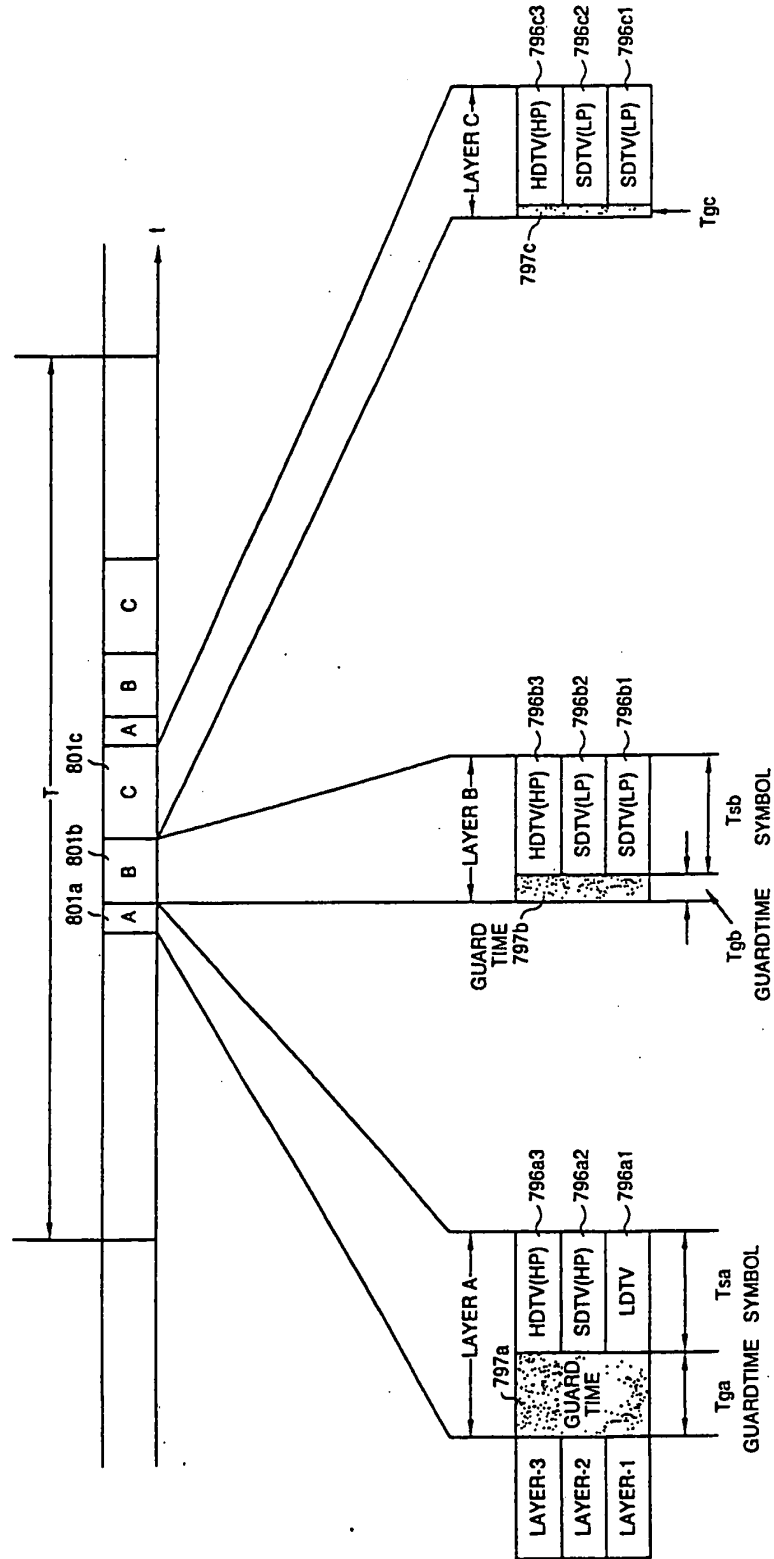 T
801a
801b
801c
A
B
C
A
B
C
t
LAYER A
LAYER B
LAYER C
797a
GUARD TIME
797b
797c
LAYER-3
LAYER-2
LAYER-1
GUARD
TIME
HDTV(HP)
SDTV(HP)
LDTV
796a3
796a2
796a1
HDTV(HP)
SDTV(LP)
SDTV(LP)
796b3
796b2
796b1
HDTV(HP)
SDTV(LP)
SDTV(LP)
796c3
796c2
796c1
Tga
GUARDTIME
Tsa
SYMBOL
Tgb
GUARDTIME
Tsb
SYMBOL
Tgc